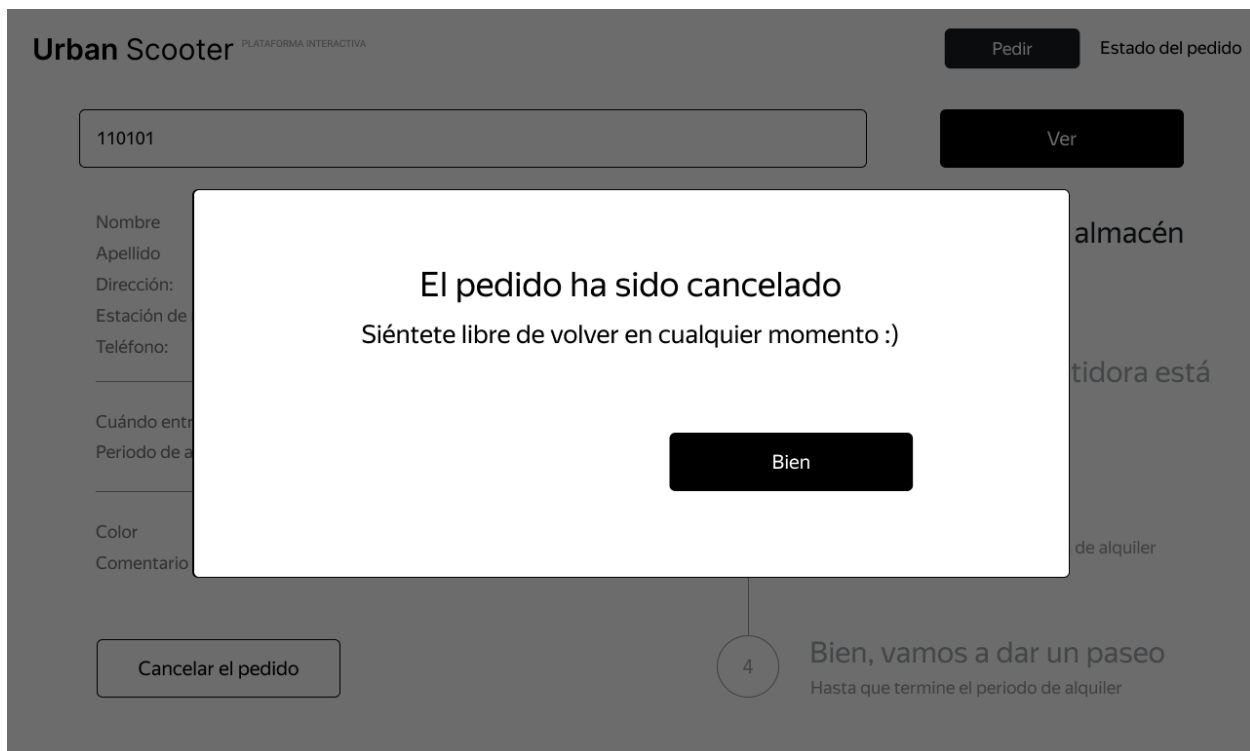 Urban Scooter PLATAFORMA INTERACTIVA
Pedir
Estado del pedido
110101
Ver
Nombre
Apellido
Dirección:
Estación de
Teléfono:
Cuándo entr
Periodo de a
Color
Comentario
El pedido ha sido cancelado
Siéntete libre de volver en cualquier momento :)
Bien
almacén
tidora está
de alquiler
Cancelar el pedido
4
Bien, vamos a dar un paseo
Hasta que termine el periodo de alquiler